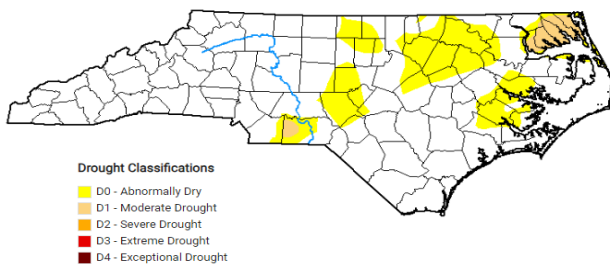 Drought Classifications
D0 - Abnormally Dry
D1 - Moderate Drought
D2 - Severe Drought
D3 - Extreme Drought
D4 - Exceptional Drought